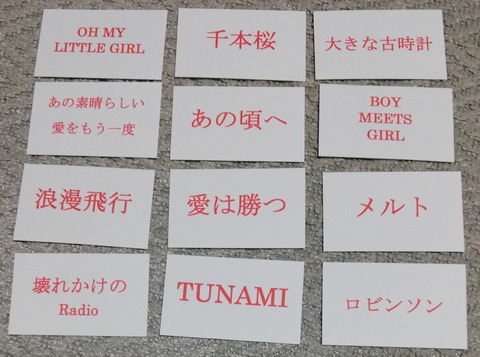 OH MY
LITTLE GIRL
千本桜
大きな古時計
あの素晴らしい
愛をもう一度
あの頃へ
BOY
MEETS
GIRL
浪漫飛行
愛は勝つ
メルト
壊れかけの
Radio
TUNAMI
ロビンソン